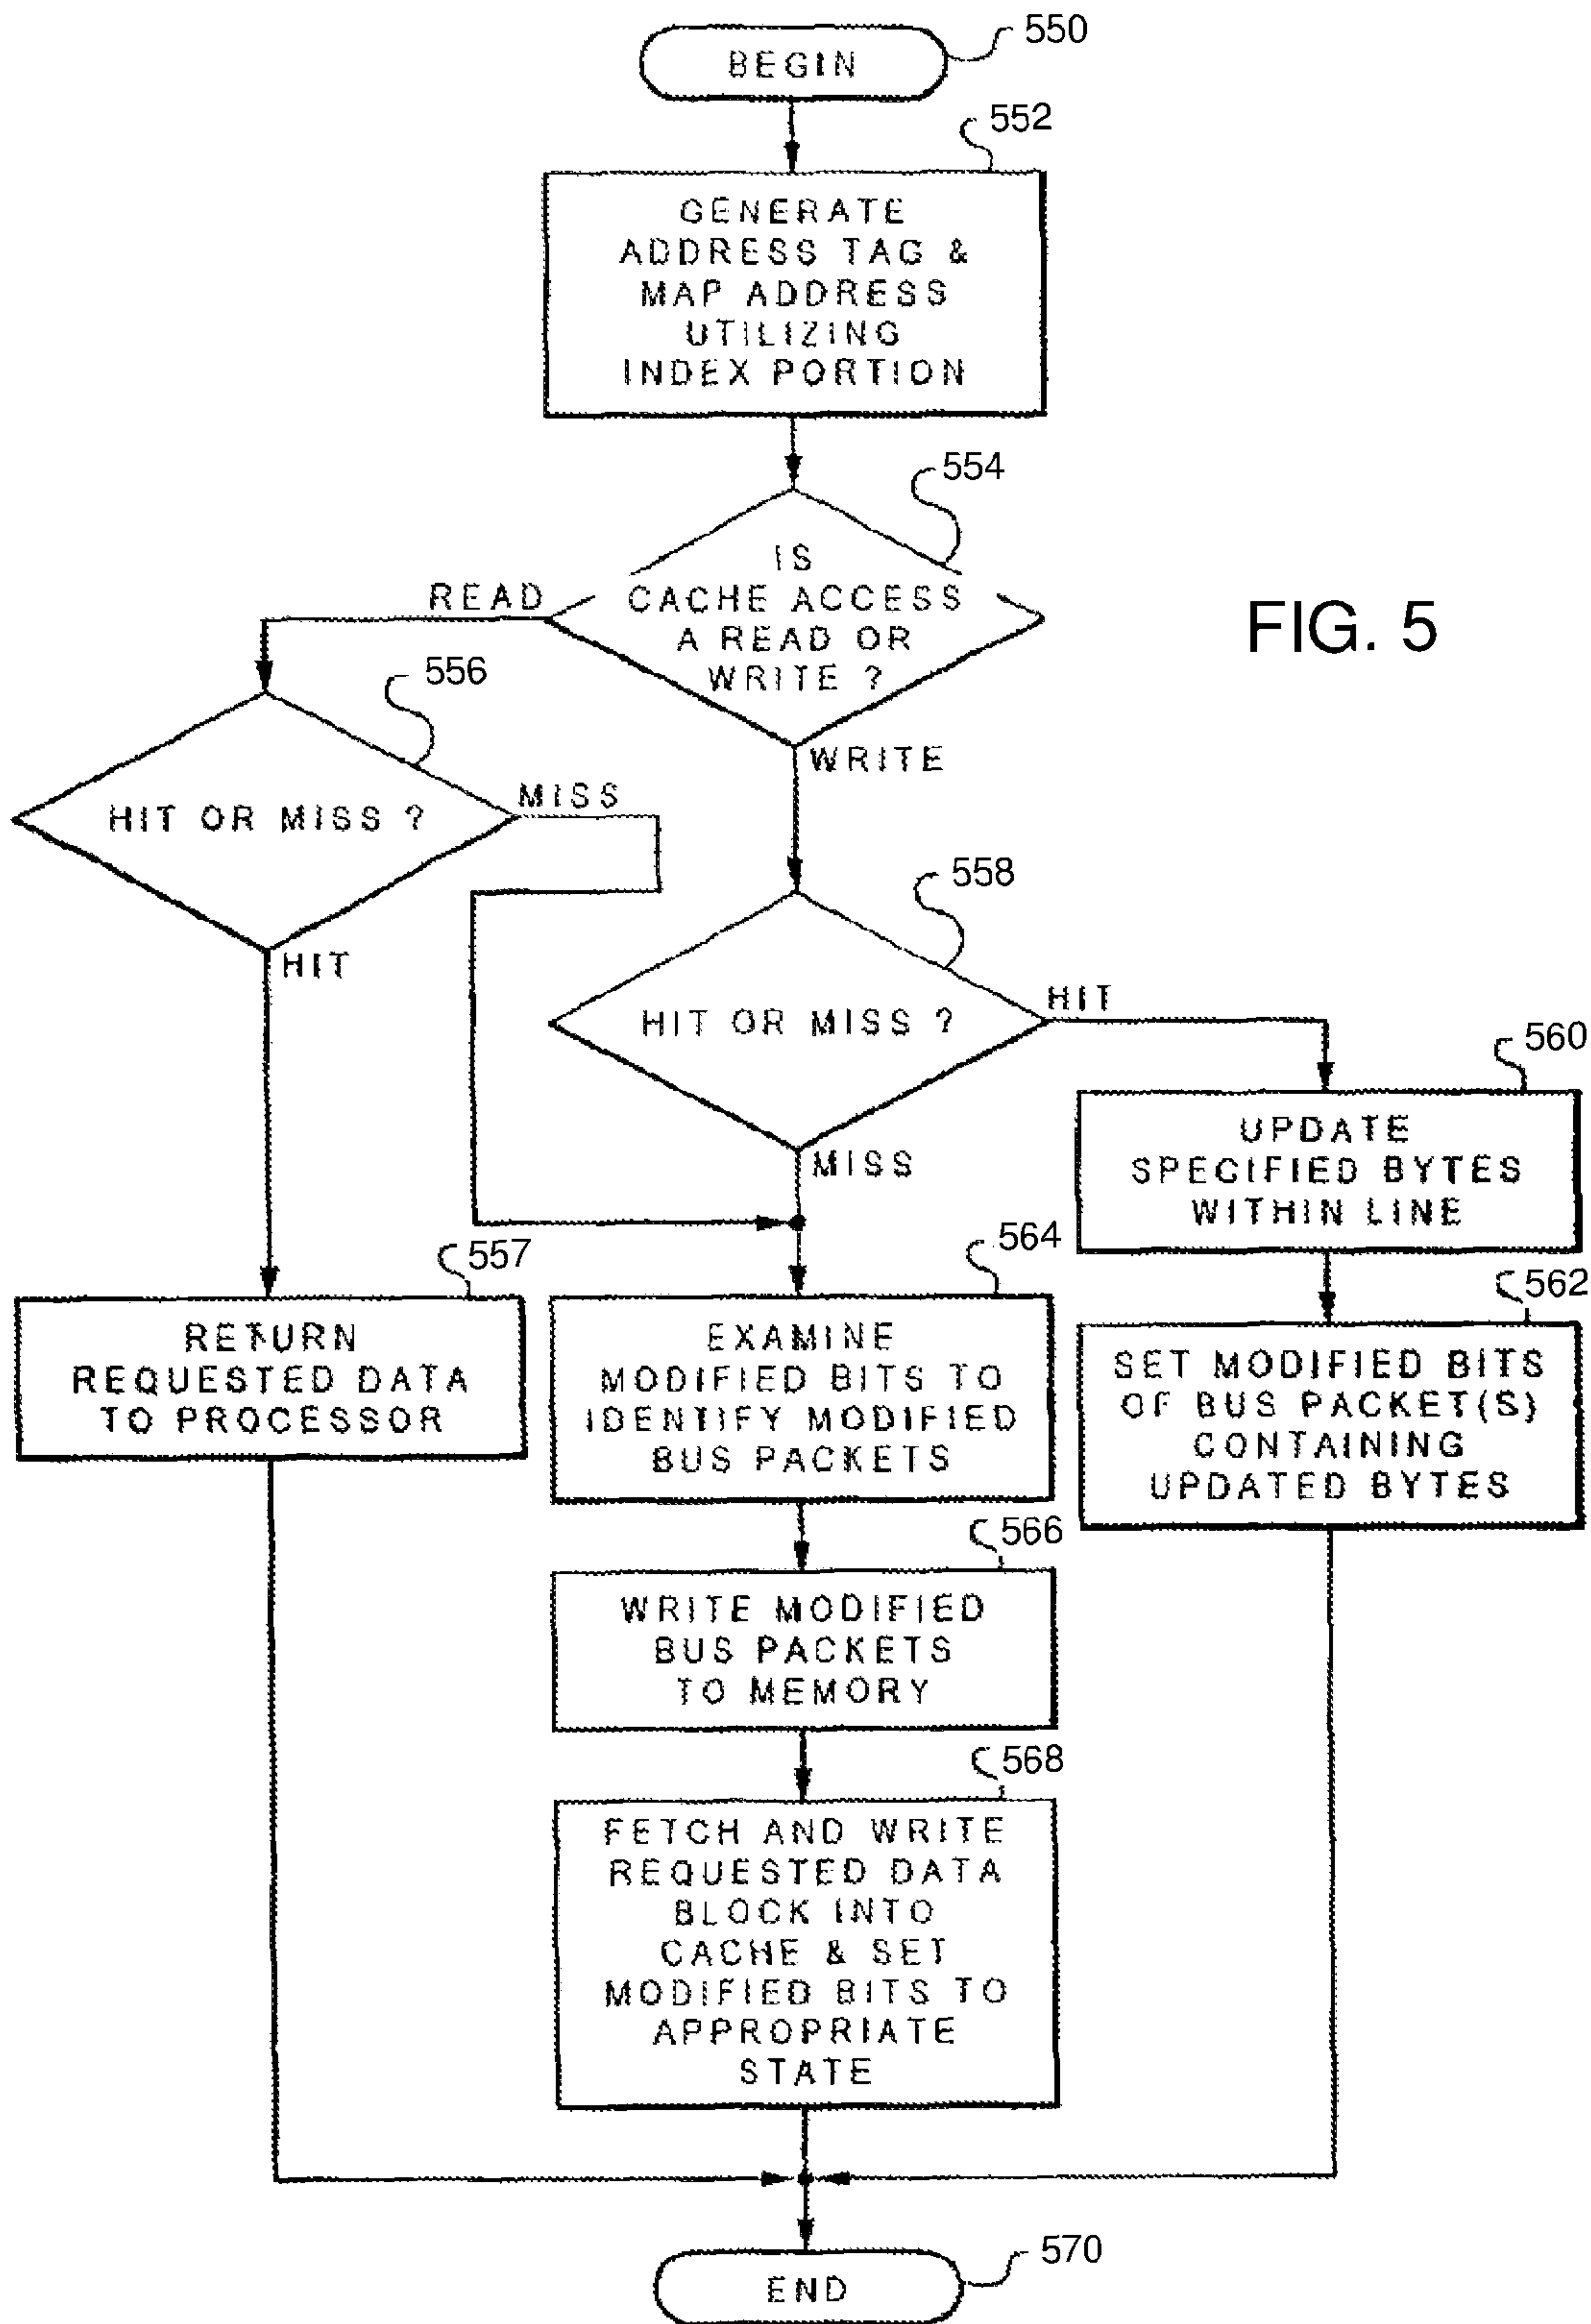 550
BEGIN
552
GENERATE
ADDRESS TAG &
MAP ADDRESS
UTILIZING
INDEX PORTION
554
IS
CACHE ACCESS
A READ OR
WRITE ?
READ
FIG. 5
556
WRITE
HIT OR MISS ?
MISS
558
HIT
HIT OR MISS ?
HIT
560
UPDATE
SPECIFIED BYTES
WITHIN LINE
MISS
557
RETURN
REQUESTED DATA
TO PROCESSOR
564
EXAMINE
MODIFIED BITS TO
IDENTIFY MODIFIED
BUS PACKETS
562
SET MODIFIED BITS
OF BUS PACKET(S)
CONTAINING
UPDATED BYTES
566
WRITE MODIFIED
BUS PACKETS
TO MEMORY
568
FETCH AND WRITE
REQUESTED DATA
BLOCK INTO
CACHE & SET
MODIFIED BITS TO
APPROPRIATE
STATE
570
END